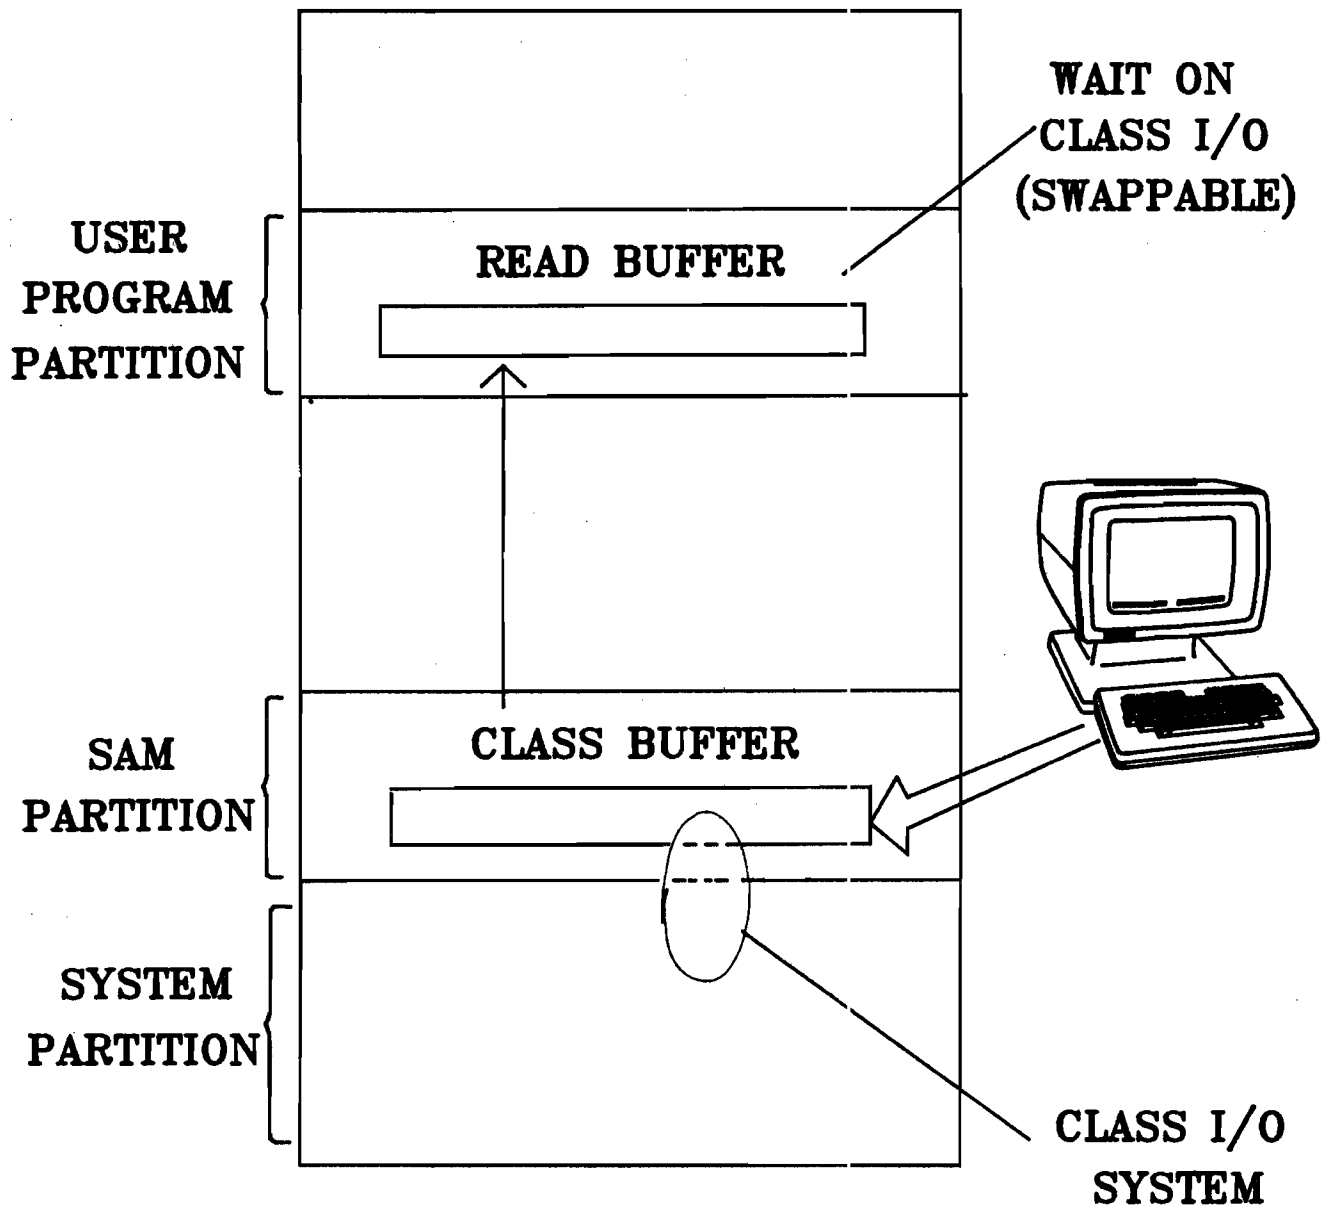 WAIT ON
CLASS I/O
(SWAPPABLE)
USER
PROGRAM
PARTITION
READ BUFFER
SAM
PARTITION
CLASS BUFFER
SYSTEM
PARTITION
CLASS I/O
SYSTEM